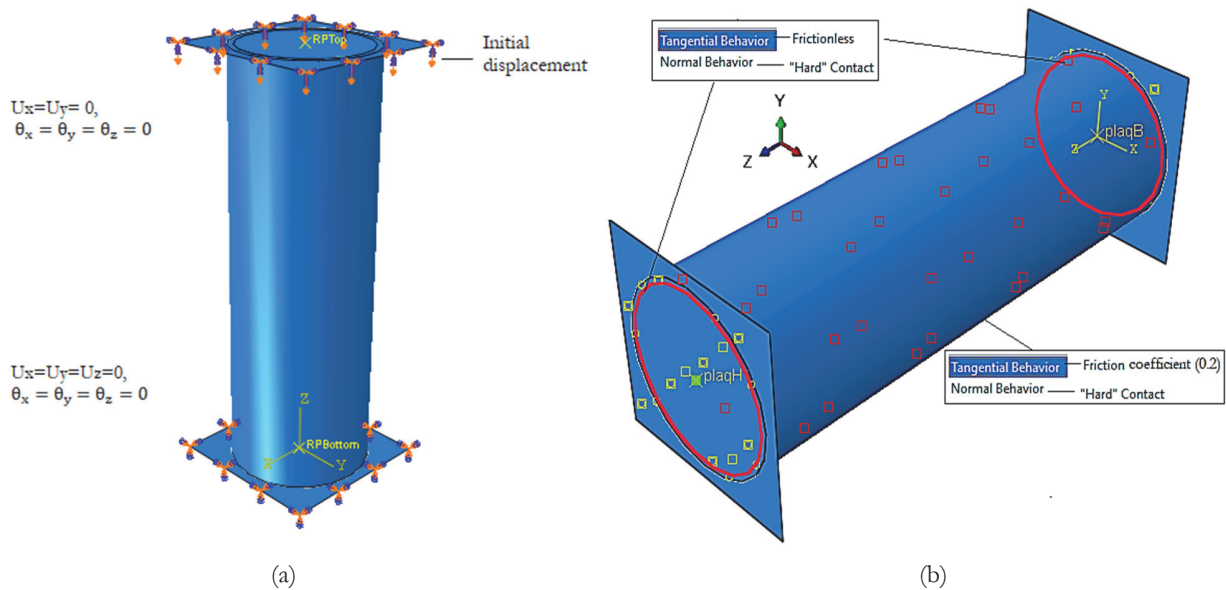 RPTop
Initial
displacement
Ux=Uy= 0,
θx = θy = θz = 0
Ux=Uy=Uz=0,
θx = θy = θz = 0
Z
RPBottom
X
Y
(a)
Tangential Behavior Frictionless
Normal Behavior "Hard" Contact
Y
Z
X
Y
plaqB
Z
X
plaqH
Tangential Behavior Friction coefficient (0.2)
Normal Behavior "Hard" Contact
(b)